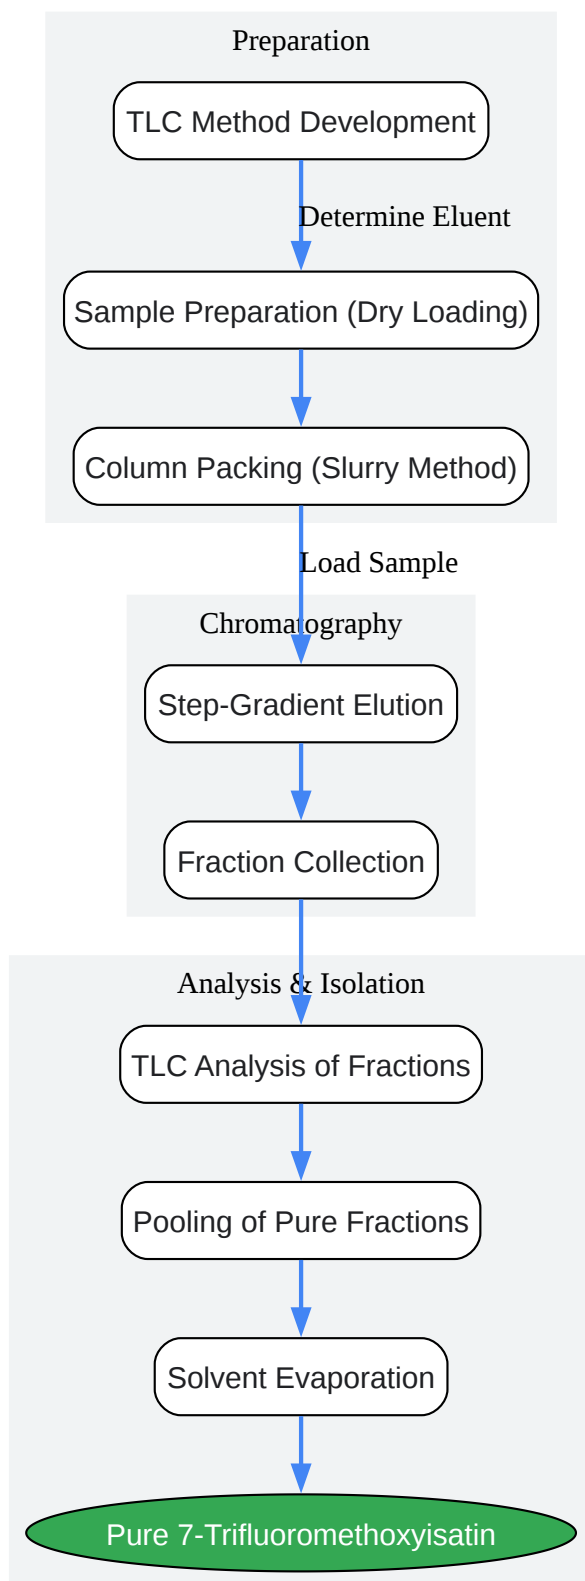 Preparation
TLC Method Development
Determine Eluent
Sample Preparation (Dry Loading)
Column Packing (Slurry Method)
Load Sample
Chromatography
Step-Gradient Elution
Fraction Collection
Analysis & Isolation
TLC Analysis of Fractions
Pooling of Pure Fractions
Solvent Evaporation
Pure 7-Trifluoromethoxyisatin